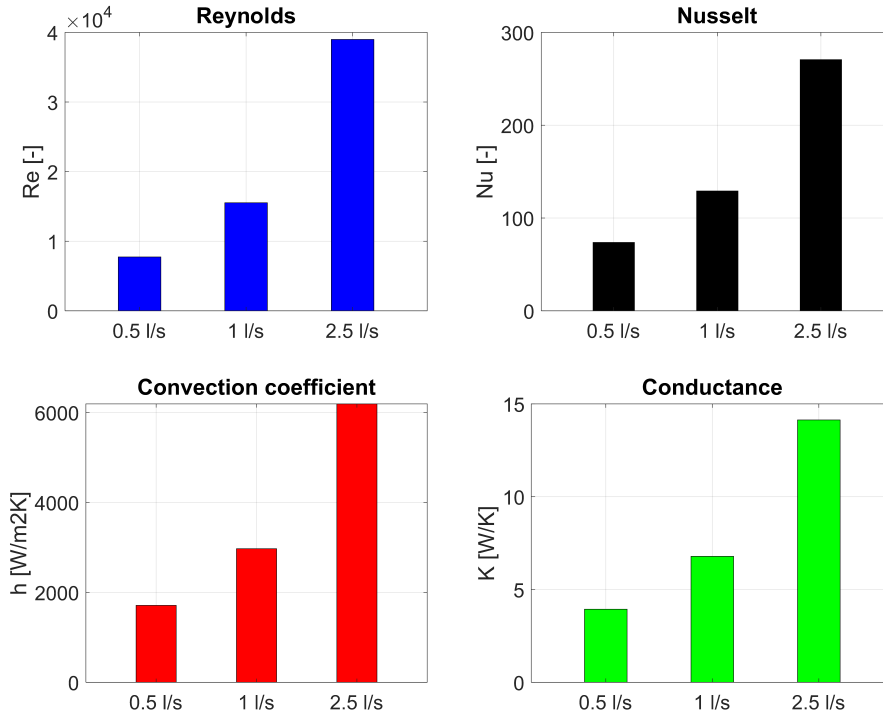 Reynolds
×10⁴
4
3
2
1
0
Re [-]
0.5 l/s
1 l/s
2.5 l/s
Nusselt
300
200
100
0
Nu [-]
0.5 l/s
1 l/s
2.5 l/s
Convection coefficient
6000
4000
2000
0
h [W/m2K]
0.5 l/s
1 l/s
2.5 l/s
Conductance
15
10
5
0
K [W/K]
0.5 l/s
1 l/s
2.5 l/s